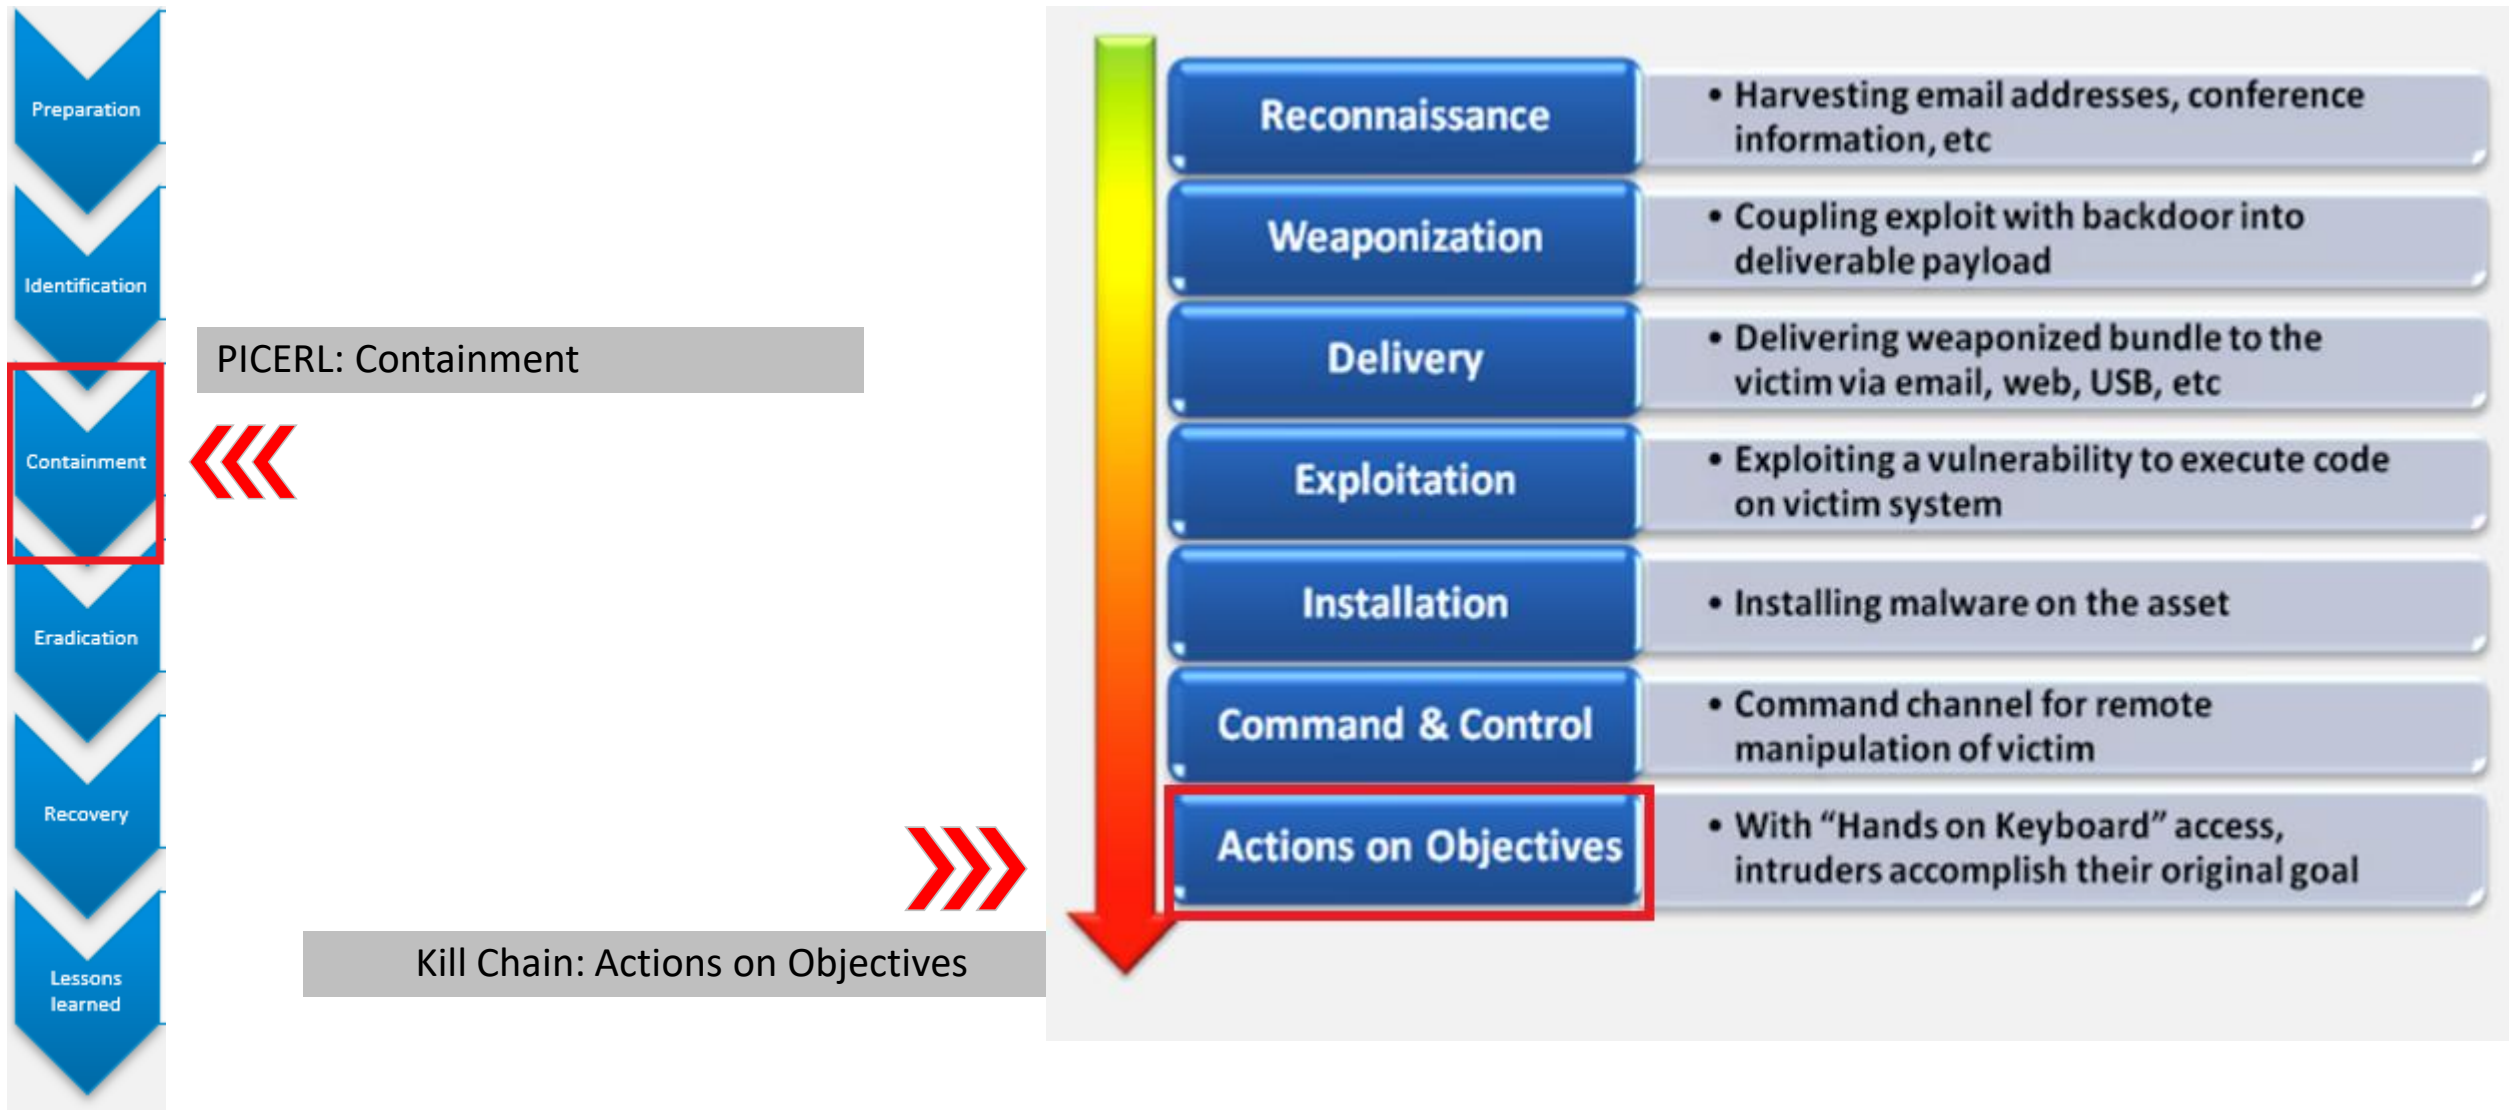 Preparation
Identification
Containment
Eradication
Recovery
Lessons
learned
PICERL: Containment
Kill Chain: Actions on Objectives
Reconnaissance
• Harvesting email addresses, conference
information, etc
Weaponization
• Coupling exploit with backdoor into
deliverable payload
Delivery
• Delivering weaponized bundle to the
victim via email, web, USB, etc
Exploitation
• Exploiting a vulnerability to execute code
on victim system
Installation
• Installing malware on the asset
Command & Control
• Command channel for remote
manipulation of victim
Actions on Objectives
• With “Hands on Keyboard” access,
intruders accomplish their original goal